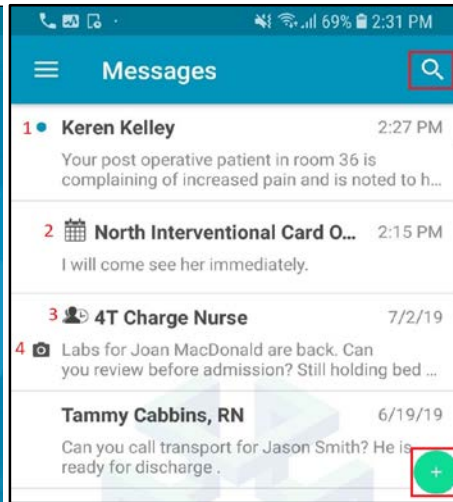 69% 2:31 PM
Messages
1 Keren Kelley 2:27 PM
Your post operative patient in room 36 is
complaining of increased pain and is noted to h...
2 North Interventional Card O... 2:15 PM
I will come see her immediately.
3 4T Charge Nurse 7/2/19
4 Labs for Joan MacDonald are back. Can
you review before admission? Still holding bed ...
Tammy Cabbins, RN 6/19/19
Can you call transport for Jason Smith? He is
ready for discharge .
+